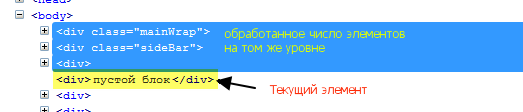 <head>
<body>
<div class="mainWrap"> обработанное число элементов
<div class="sideBar"> на том же уровне
<div>
<div>пустой блок</div>
Текущий элемент
<div>
<div>